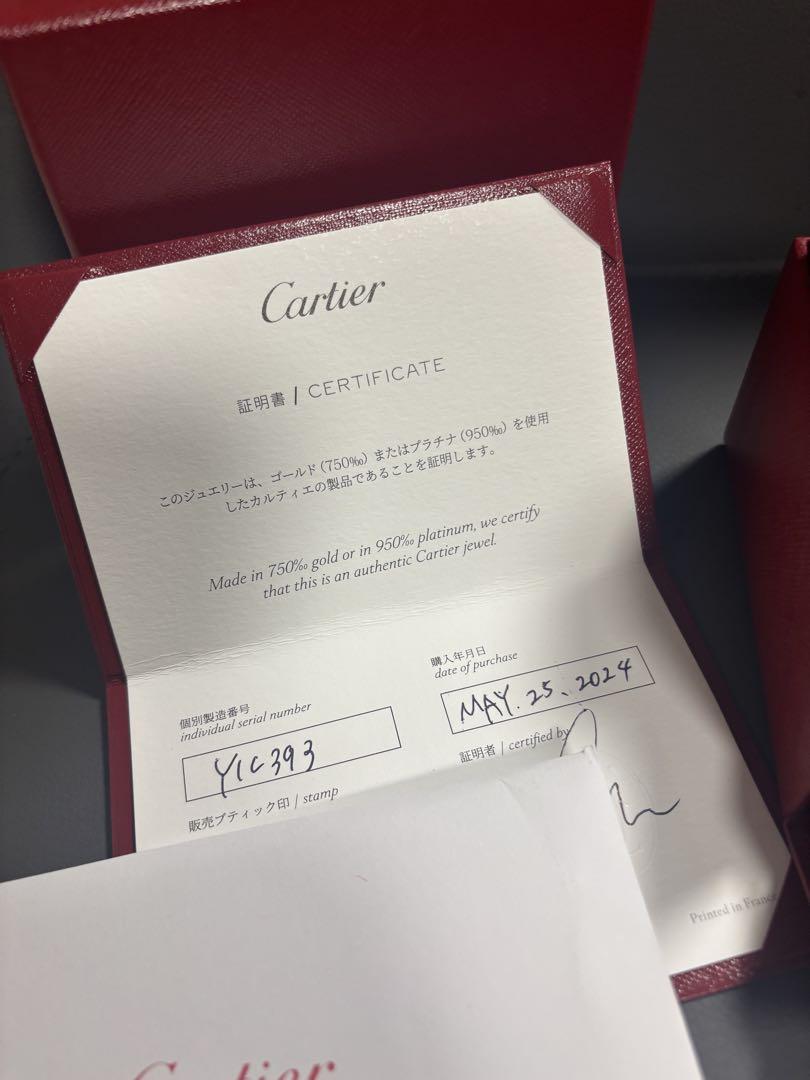 Cartier
証明書 / CERTIFICATE
このジュエリーは、ゴールド（750‰）またはプラチナ（950‰）を使用
したカルティエの製品であることを証明します。
Made in 750‰ gold or in 950‰ platinum, we certify
that this is an authentic Cartier jewel.
個別製造番号
individual serial number
YIC393
購入年月日
date of purchase
MAY. 25. 2024
販売ブティック印 / stamp
証明者 / certified by
Printed in France
Cartier